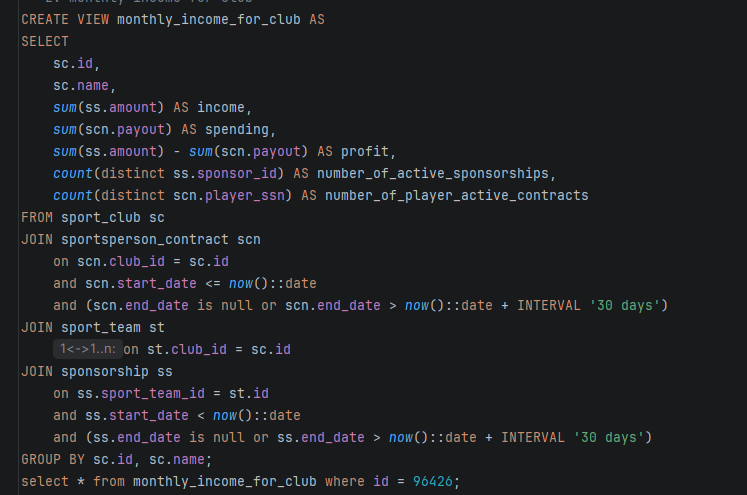 CREATE VIEW monthly_income_for_club AS
SELECT
    sc.id,
    sc.name,
    sum(ss.amount) AS income,
    sum(scn.payout) AS spending,
    sum(ss.amount) - sum(scn.payout) AS profit,
    count(distinct ss.sponsor_id) AS number_of_active_sponsorships,
    count(distinct scn.player_ssn) AS number_of_player_active_contracts
FROM sport_club sc
JOIN sportsperson_contract scn
    on scn.club_id = sc.id
    and scn.start_date <= now()::date
    and (scn.end_date is null or scn.end_date > now()::date + INTERVAL '30 days')
JOIN sport_team st
    1<->1..n: on st.club_id = sc.id
JOIN sponsorship ss
    on ss.sport_team_id = st.id
    and ss.start_date < now()::date
    and (ss.end_date is null or ss.end_date > now()::date + INTERVAL '30 days')
GROUP BY sc.id, sc.name;
select * from monthly_income_for_club where id = 96426;